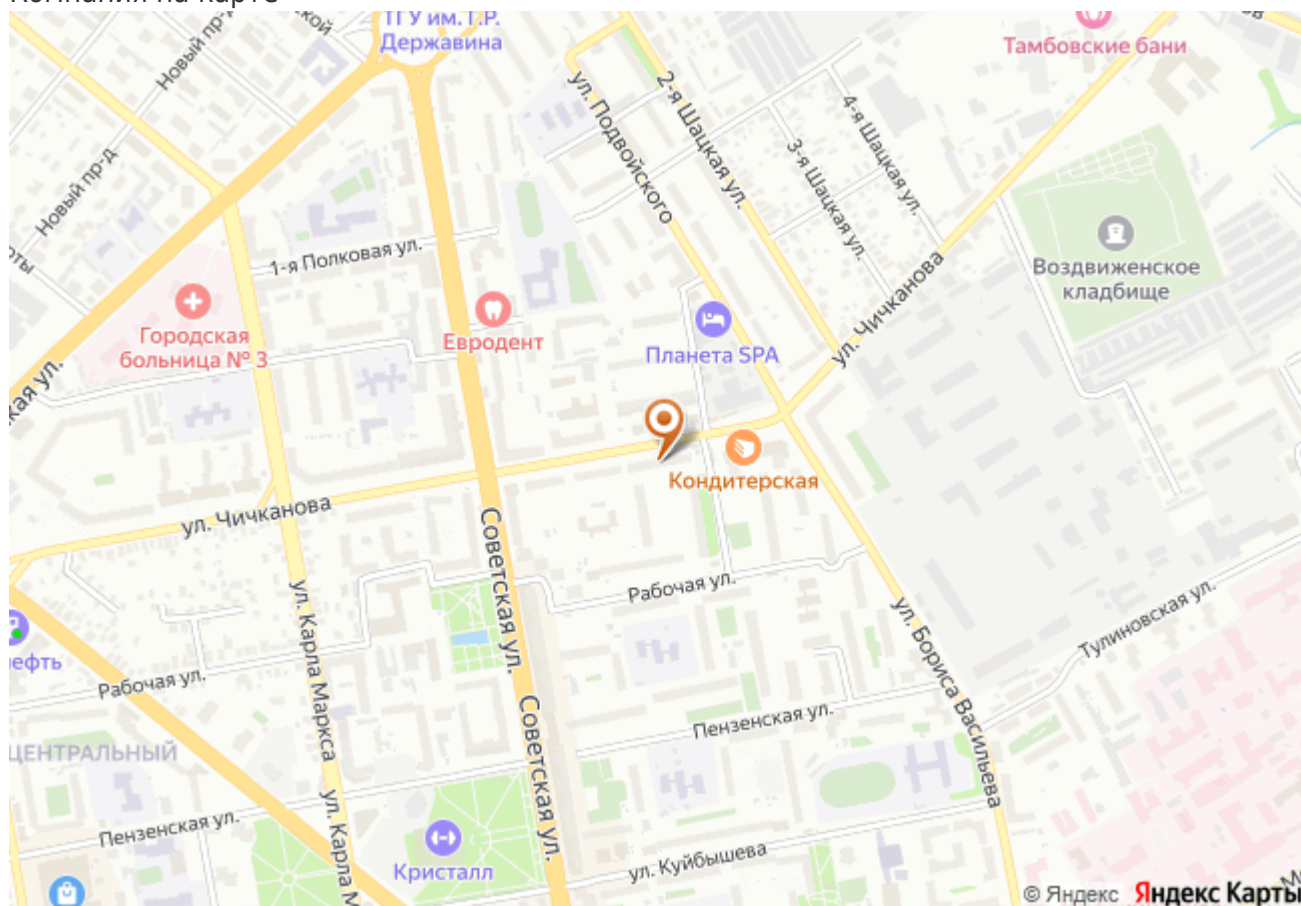 Компания на карте
ТГУ им. Г.Р.
Державина
Тамбовские бани
Новый пр-д
Новый пр-д
ул. Подвойского
2-я Шацкая ул.
3-я Шацкая ул.
4-я Шацкая ул.
1-я Полковая ул.
Воздвиженское
кладбище
Городская
больница № 3
Евродент
Планета SPA
ул. Чичканова
Кондитерская
ул. Чичканова
Советская ул.
Рабочая ул.
ул. Карла Маркса
ул. Бориса Васильева
Тулиновская ул.
Рабочая ул.
Советская ул.
Пензенская ул.
ЦЕНТРАЛЬНЫЙ
Пензенская ул.
ул. Карла М
Кристалл
ул. Куйбышева
© Яндекс Яндекс Карты